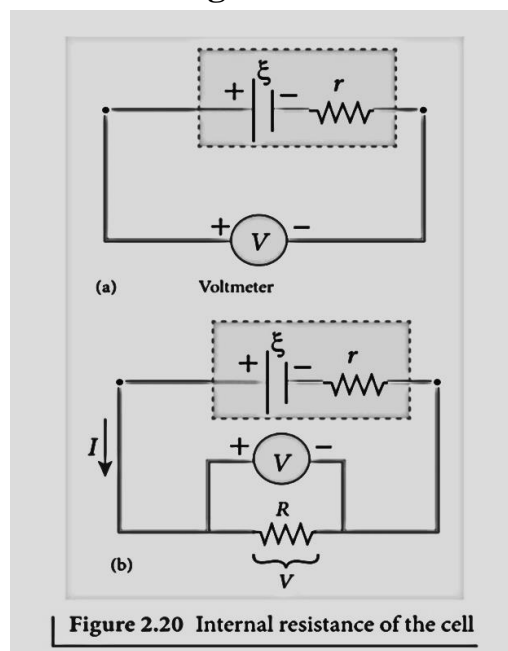 ξ
+ − r
+ V −
(a) Voltmeter
ξ
+ − r
I
+ V −
R
V
(b)
Figure 2.20 Internal resistance of the cell